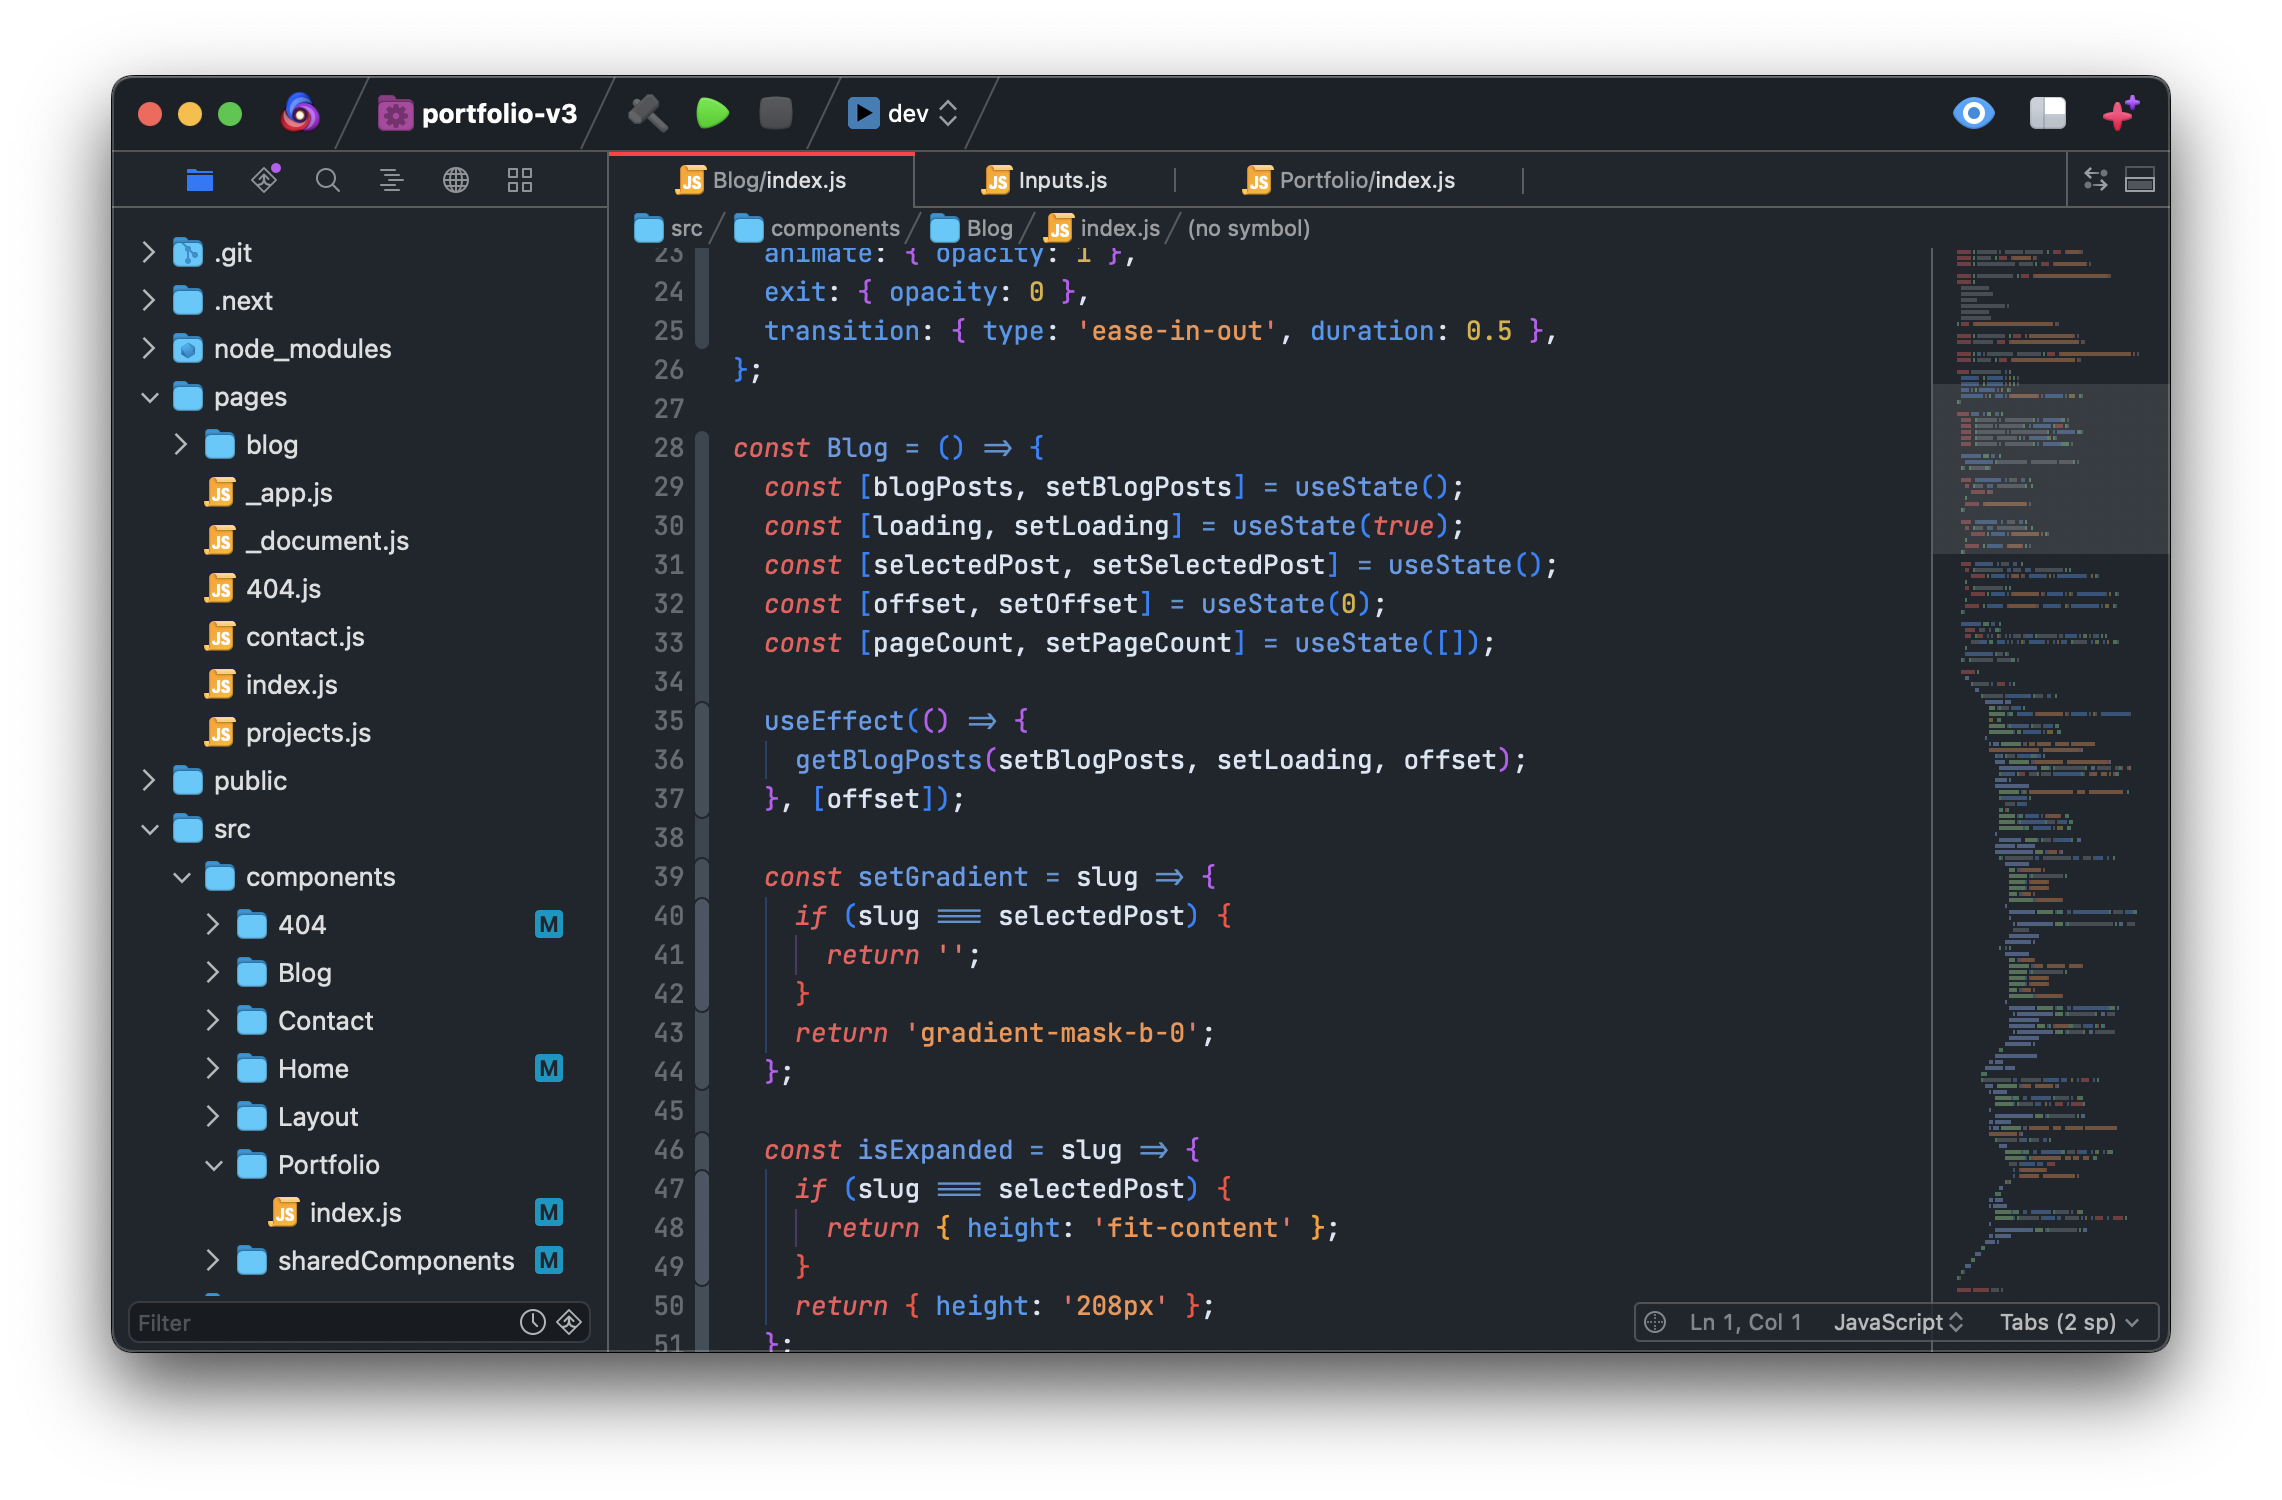 portfolio-v3
dev
Blog/index.js
Inputs.js
Portfolio/index.js
src
components
Blog
index.js
(no symbol)
.git
.next
node_modules
pages
blog
_app.js
_document.js
404.js
contact.js
index.js
projects.js
public
src
components
404 M
Blog
Contact
Home M
Layout
Portfolio
index.js M
sharedComponents M
Filter
23 animate: { opacity: 1 },
24 exit: { opacity: 0 },
25 transition: { type: 'ease-in-out', duration: 0.5 },
26 };
27
28 const Blog = () => {
29 const [blogPosts, setBlogPosts] = useState();
30 const [loading, setLoading] = useState(true);
31 const [selectedPost, setSelectedPost] = useState();
32 const [offset, setOffset] = useState(0);
33 const [pageCount, setPageCount] = useState([]);
34
35 useEffect(() => {
36 getBlogPosts(setBlogPosts, setLoading, offset);
37 }, [offset]);
38
39 const setGradient = slug => {
40 if (slug === selectedPost) {
41 return '';
42 }
43 return 'gradient-mask-b-0';
44 };
45
46 const isExpanded = slug => {
47 if (slug === selectedPost) {
48 return { height: 'fit-content' };
49 }
50 return { height: '208px' };
51 };
Ln 1, Col 1
JavaScript
Tabs (2 sp)